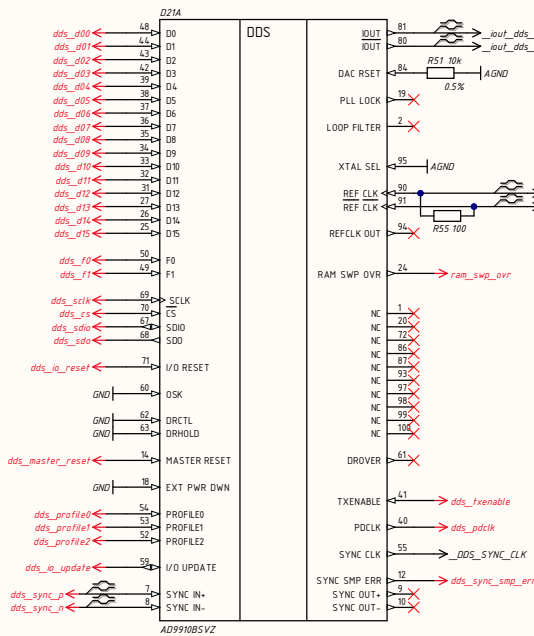 D21A
DDS
dds_d00 48 D0
dds_d01 44 D1
dds_d02 43 D2
dds_d03 42 D3
dds_d04 39 D4
dds_d05 38 D5
dds_d06 37 D6
dds_d07 36 D7
dds_d08 35 D8
dds_d09 34 D9
dds_d10 33 D10
dds_d11 32 D11
dds_d12 31 D12
dds_d13 27 D13
dds_d14 26 D14
dds_d15 25 D15
dds_f0 50 F0
dds_f1 49 F1
dds_sclk 69 SCLK
dds_cs 70 CS
dds_sdio 67 SDIO
dds_sdo 68 SDO
dds_io_reset 71 I/O RESET
GND 60 OSK
GND 62 DRCTL
GND 63 DRHOLD
dds_master_reset 14 MASTER RESET
GND 18 EXT PWR DWN
dds_profile0 54 PROFILE0
dds_profile1 53 PROFILE1
dds_profile2 52 PROFILE2
dds_io_update 59 I/O UPDATE
dds_sync_p 7 SYNC IN+
dds_sync_n 8 SYNC IN-
IOUT 81 _iout_dds_
IOUT 80 _iout_dds_
DAC RSET 84 R51 10k AGND
0.5%
PLL LOCK 19
LOOP FILTER 2
XTAL SEL 95 AGND
REF CLK 90
REF CLK 91
R55 100
REFCLK OUT 94
RAM SWP OVR 24 ram_swp_ovr
NC 1
NC 20
NC 72
NC 86
NC 87
NC 93
NC 97
NC 98
NC 99
NC 100
DROVER 61
TXENABLE 41 dds_txenable
PDCLK 40 dds_pdclk
SYNC CLK 55 _DDS_SYNC_CLK
SYNC SMP ERR 12 dds_sync_smp_err
SYNC OUT+ 9
SYNC OUT- 10
AD9910BSVZ